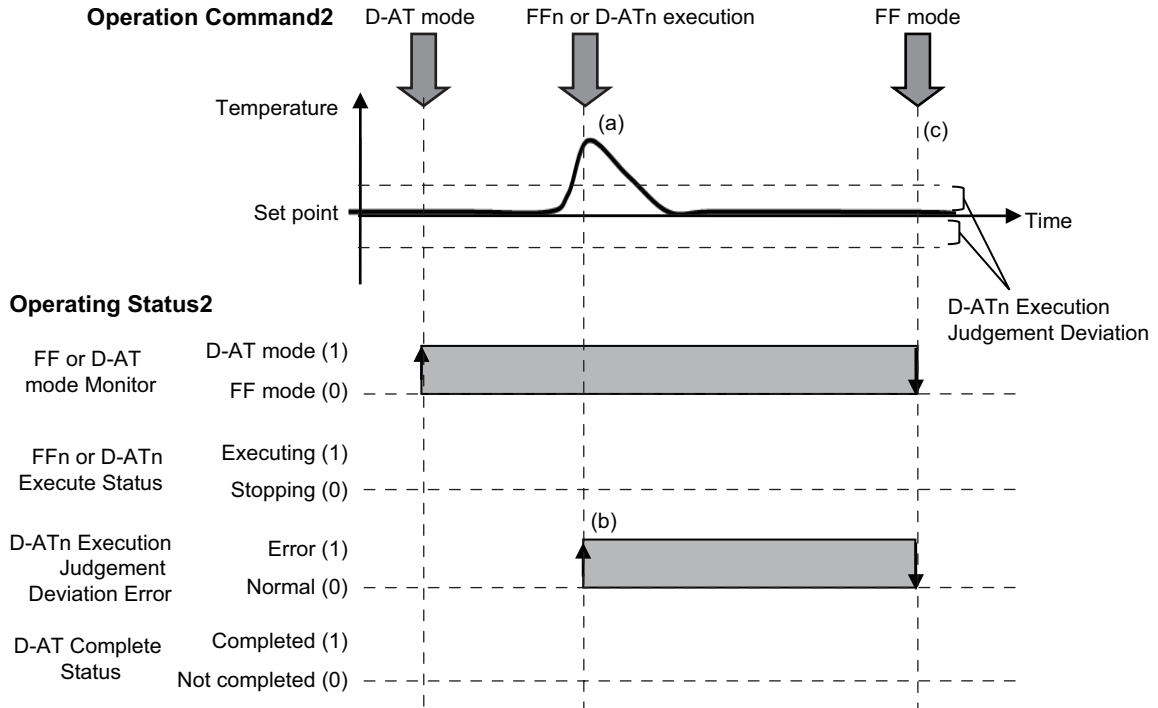 Operation Command2
D-AT mode
FFn or D-ATn execution
FF mode
Temperature
(a)
(c)
Set point
Time
D-ATn Execution
Judgement Deviation
Operating Status2
FF or D-AT
mode Monitor
D-AT mode (1)
FF mode (0)
FFn or D-ATn
Execute Status
Executing (1)
Stopping (0)
D-ATn Execution
Judgement
Deviation Error
(b)
Error (1)
Normal (0)
D-AT Complete
Status
Completed (1)
Not completed (0)